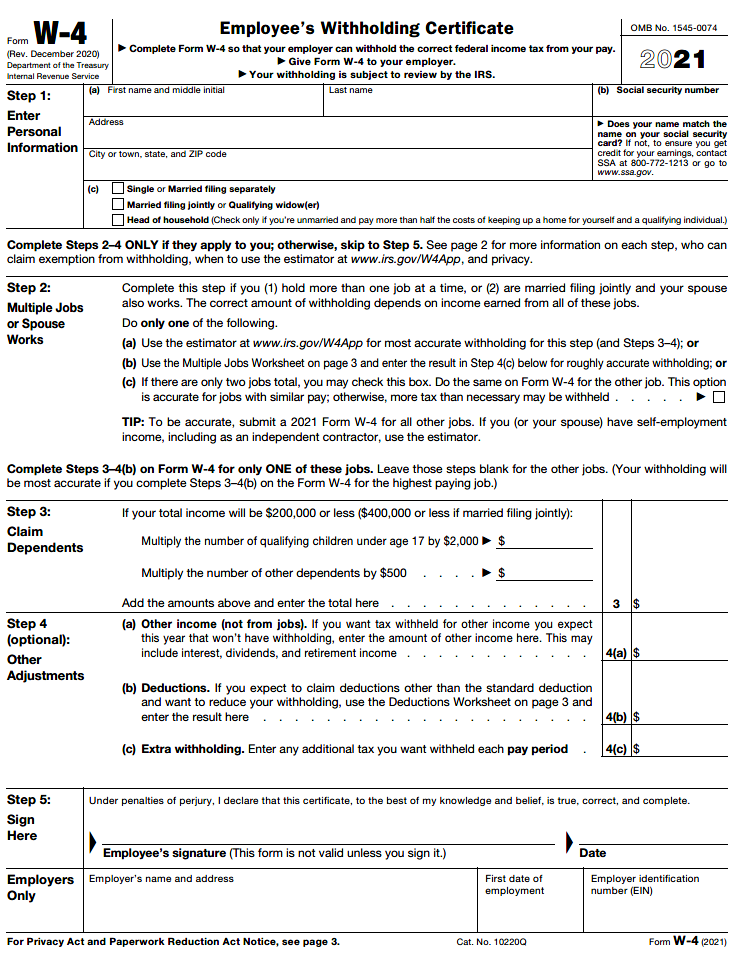 Form W-4
(Rev. December 2020)
Department of the Treasury
Internal Revenue Service
Employee's Withholding Certificate
▶ Complete Form W-4 so that your employer can withhold the correct federal income tax from your pay.
▶ Give Form W-4 to your employer.
▶ Your withholding is subject to review by the IRS.
OMB No. 1545-0074
2021
Step 1:
Enter
Personal
Information
(a) First name and middle initial
Last name
(b) Social security number
Address
City or town, state, and ZIP code
▶ Does your name match the
name on your social security
card? If not, to ensure you get
credit for your earnings, contact
SSA at 800-772-1213 or go to
www.ssa.gov.
(c) Single or Married filing separately
Married filing jointly or Qualifying widow(er)
Head of household (Check only if you're unmarried and pay more than half the costs of keeping up a home for yourself and a qualifying individual.)
Complete Steps 2–4 ONLY if they apply to you; otherwise, skip to Step 5. See page 2 for more information on each step, who can
claim exemption from withholding, when to use the estimator at www.irs.gov/W4App, and privacy.
Step 2:
Multiple Jobs
or Spouse
Works
Complete this step if you (1) hold more than one job at a time, or (2) are married filing jointly and your spouse
also works. The correct amount of withholding depends on income earned from all of these jobs.
Do only one of the following.
(a) Use the estimator at www.irs.gov/W4App for most accurate withholding for this step (and Steps 3–4); or
(b) Use the Multiple Jobs Worksheet on page 3 and enter the result in Step 4(c) below for roughly accurate withholding; or
(c) If there are only two jobs total, you may check this box. Do the same on Form W-4 for the other job. This option
is accurate for jobs with similar pay; otherwise, more tax than necessary may be withheld . . . . . ▶
TIP: To be accurate, submit a 2021 Form W-4 for all other jobs. If you (or your spouse) have self-employment
income, including as an independent contractor, use the estimator.
Complete Steps 3–4(b) on Form W-4 for only ONE of these jobs. Leave those steps blank for the other jobs. (Your withholding will
be most accurate if you complete Steps 3–4(b) on the Form W-4 for the highest paying job.)
Step 3:
Claim
Dependents
If your total income will be $200,000 or less ($400,000 or less if married filing jointly):
Multiply the number of qualifying children under age 17 by $2,000 ▶ $
Multiply the number of other dependents by $500 . . . . ▶ $
Add the amounts above and enter the total here . . . . . . . . . . . . . 3 $
Step 4
(optional):
Other
Adjustments
(a) Other income (not from jobs). If you want tax withheld for other income you expect
this year that won't have withholding, enter the amount of other income here. This may
include interest, dividends, and retirement income . . . . . . . . . . . . 4(a) $
(b) Deductions. If you expect to claim deductions other than the standard deduction
and want to reduce your withholding, use the Deductions Worksheet on page 3 and
enter the result here . . . . . . . . . . . . . . . . . . . . 4(b) $
(c) Extra withholding. Enter any additional tax you want withheld each pay period . 4(c) $
Step 5:
Sign
Here
Under penalties of perjury, I declare that this certificate, to the best of my knowledge and belief, is true, correct, and complete.
Employee's signature (This form is not valid unless you sign it.)
Date
Employers
Only
Employer's name and address
First date of
employment
Employer identification
number (EIN)
For Privacy Act and Paperwork Reduction Act Notice, see page 3.
Cat. No. 10220Q
Form W-4 (2021)